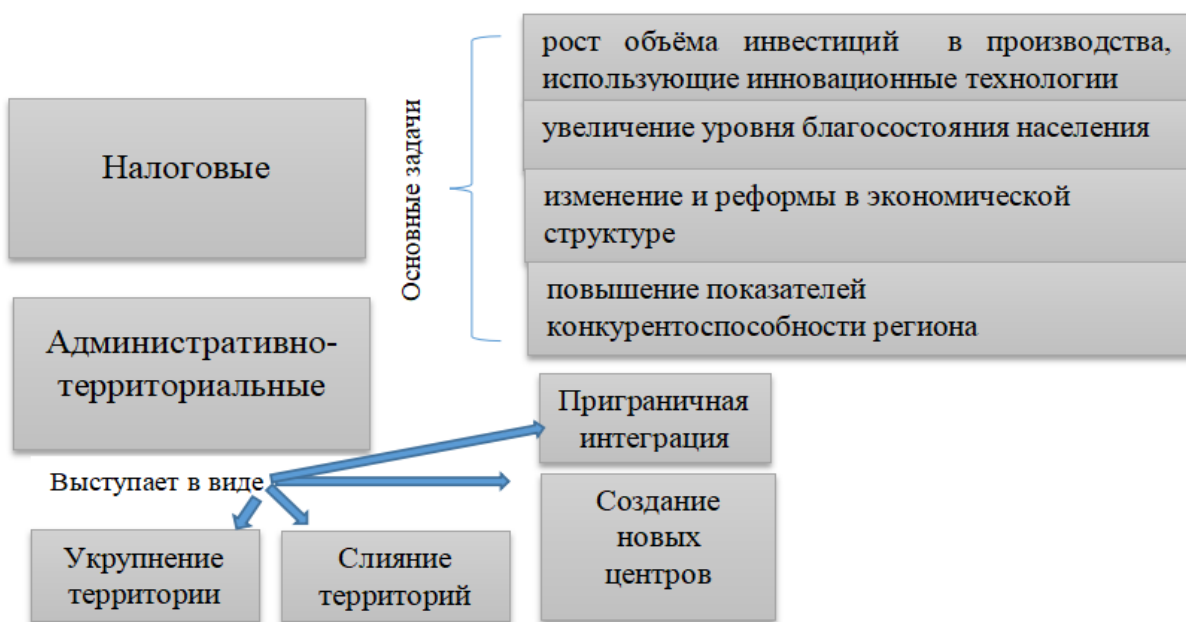 Налоговые
Основные задачи
рост объёма инвестиций в производства,
использующие инновационные технологии
увеличение уровня благосостояния населения
изменение и реформы в экономической
структуре
повышение показателей
конкурентоспособности региона
Административно-
территориальные
Выступает в виде
Приграничная
интеграция
Создание
новых
центров
Укрупнение
территории
Слияние
территорий